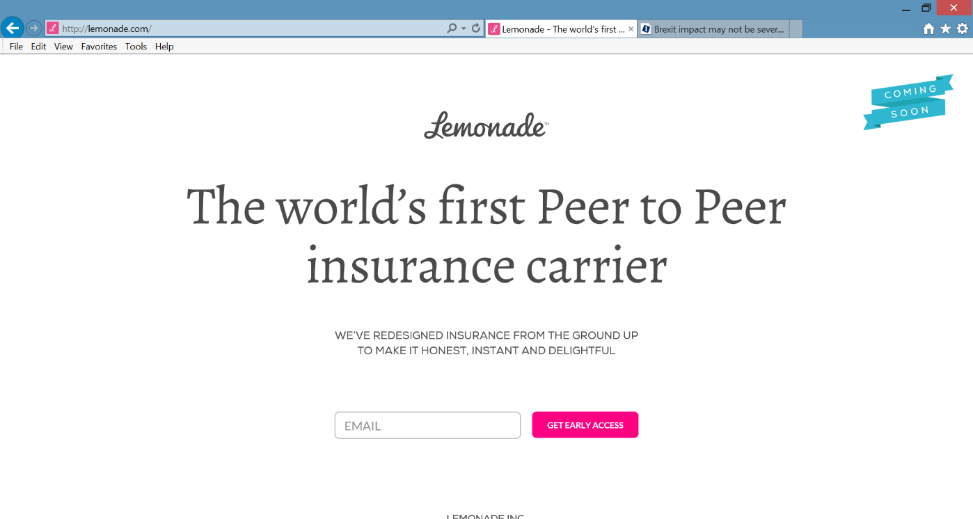 http://lemonade.com/
Lemonade - The world's first ...
Brexit impact may not be sever...
File Edit View Favorites Tools Help
COMING
SOON
Lemonade™
The world's first Peer to Peer
insurance carrier
WE'VE REDESIGNED INSURANCE FROM THE GROUND UP
TO MAKE IT HONEST, INSTANT AND DELIGHTFUL
EMAIL
GET EARLY ACCESS
LEMONADE INC